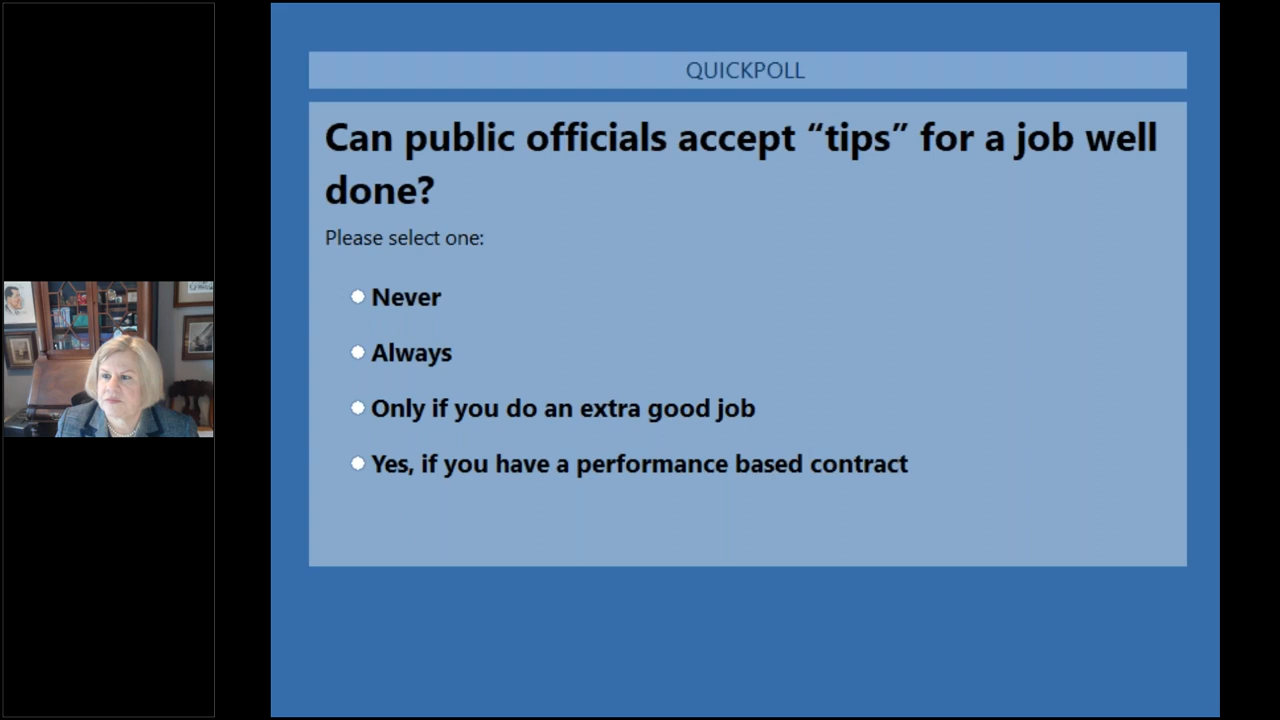 QUICKPOLL
Can public officials accept “tips” for a job well
done?
Please select one:
Never
Always
Only if you do an extra good job
Yes, if you have a performance based contract